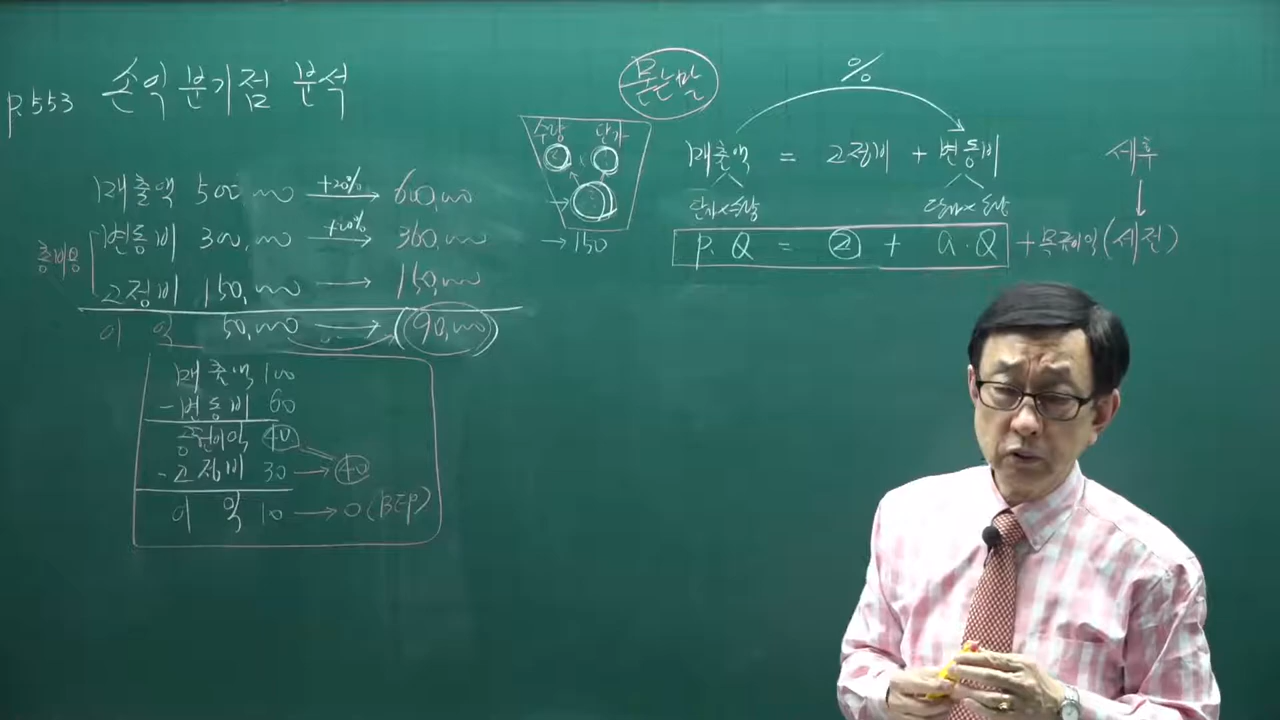 p.553 손익분기점 분석
매출액 500,000 +20% 600,000
변동비 300,000 +20% 360,000
총비용
고정비 150,000 150,000
이 익 50,000 90,000
매출액 100
-변동비 60
공헌이익 40
-고정비 30 40
이 익 10 0(BEP)
수량 단가
150
묻는말
%
매출액 = 고정비 + 변동비
단가×수량 단가×수량
P.Q = + a.Q + 목표이익(세전)
세후